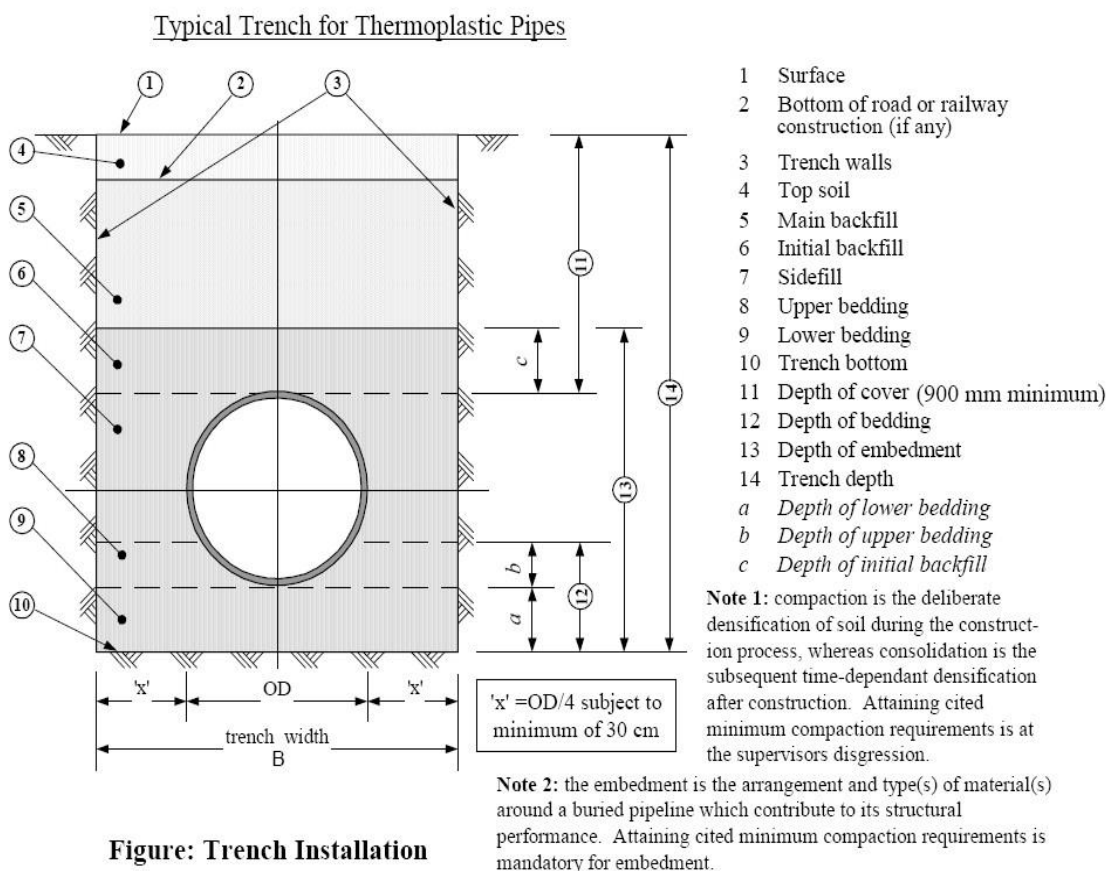 Typical Trench for Thermoplastic Pipes
1
2
3
4
5
6
7
8
9
10
11
c
13
14
b
a
12
'x'
OD
'x'
trench width
B
'x' =OD/4 subject to
minimum of 30 cm
1 Surface
2 Bottom of road or railway
construction (if any)
3 Trench walls
4 Top soil
5 Main backfill
6 Initial backfill
7 Sidefill
8 Upper bedding
9 Lower bedding
10 Trench bottom
11 Depth of cover (900 mm minimum)
12 Depth of bedding
13 Depth of embedment
14 Trench depth
a Depth of lower bedding
b Depth of upper bedding
c Depth of initial backfill
Note 1: compaction is the deliberate
densification of soil during the construct-
ion process, whereas consolidation is the
subsequent time-dependant densification
after construction. Attaining cited
minimum compaction requirements is at
the supervisors disgression.
Note 2: the embedment is the arrangement and type(s) of material(s)
around a buried pipeline which contribute to its structural
performance. Attaining cited minimum compaction requirements is
mandatory for embedment.
Figure: Trench Installation